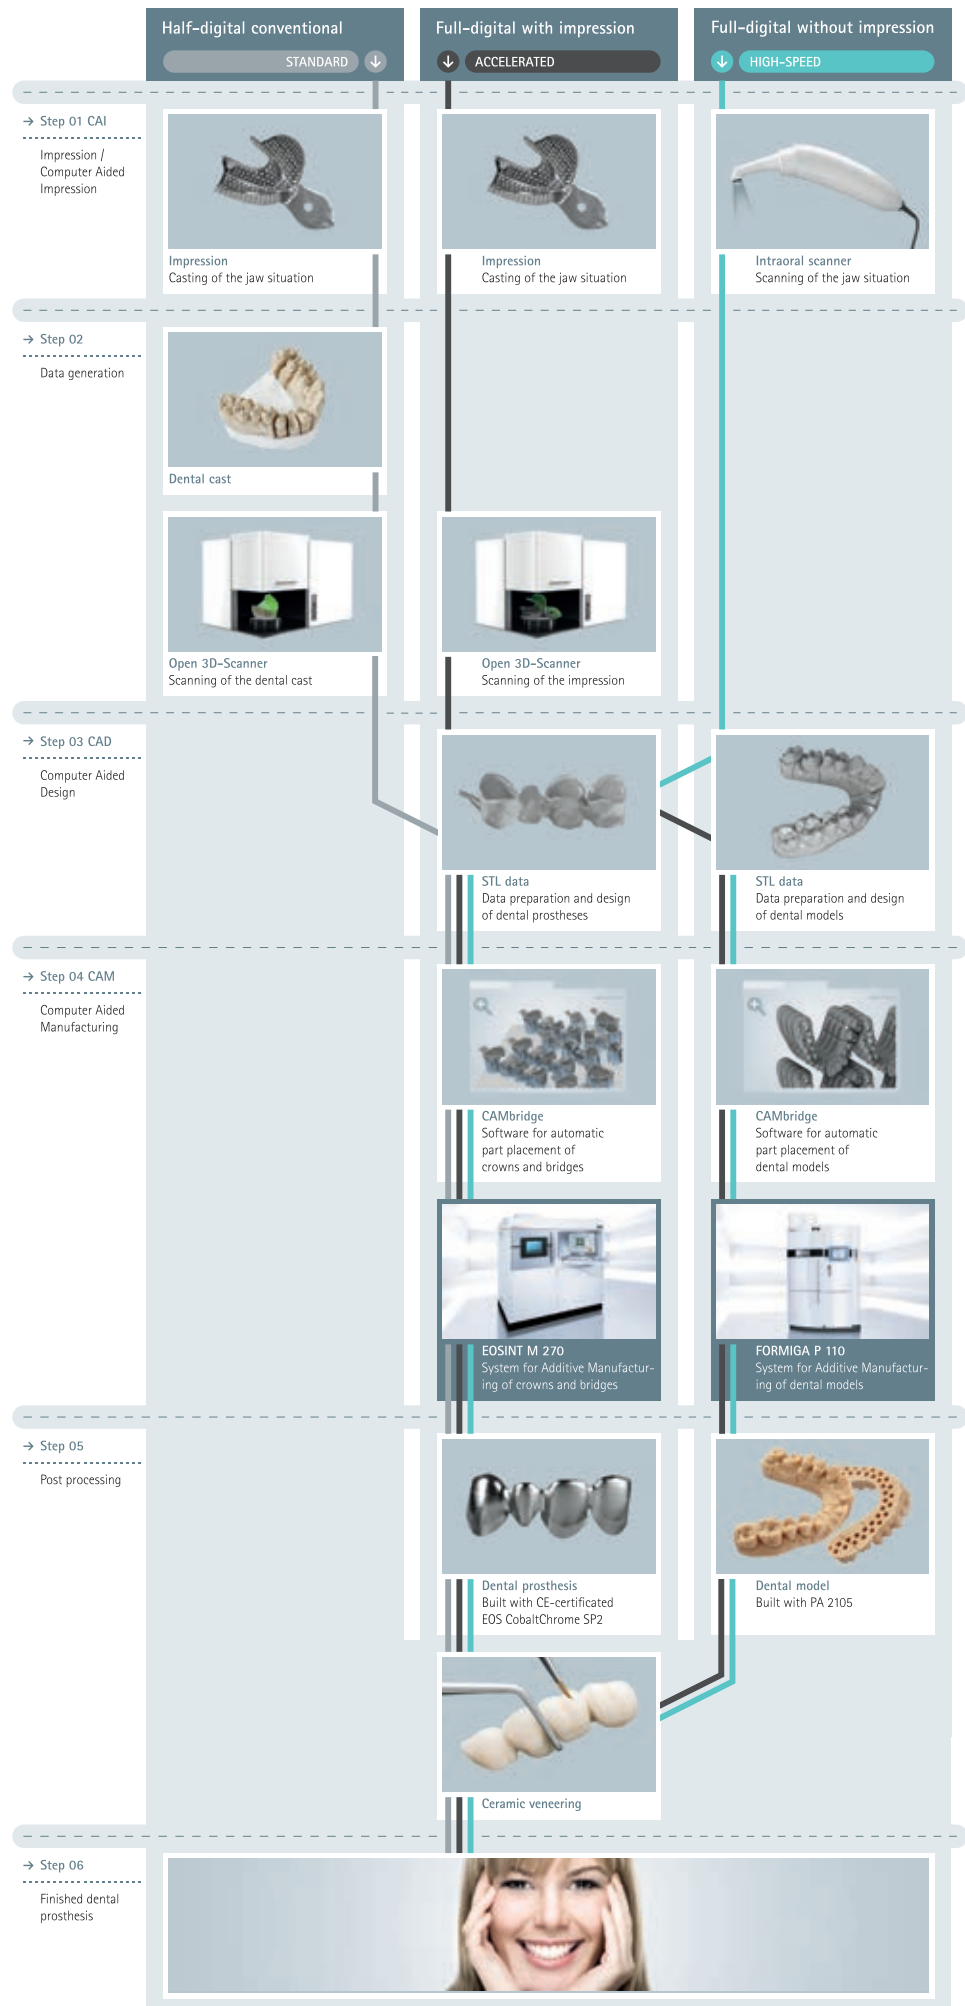 Half-digital conventional
STANDARD
Full-digital with impression
ACCELERATED
Full-digital without impression
HIGH-SPEED
Step 01 CAI
Impression /
Computer Aided
Impression
Impression
Casting of the jaw situation
Impression
Casting of the jaw situation
Intraoral scanner
Scanning of the jaw situation
Step 02
Data generation
Dental cast
Open 3D-Scanner
Scanning of the dental cast
Open 3D-Scanner
Scanning of the impression
Step 03 CAD
Computer Aided
Design
STL data
Data preparation and design
of dental prostheses
STL data
Data preparation and design
of dental models
Step 04 CAM
Computer Aided
Manufacturing
CAMbridge
Software for automatic
part placement of
crowns and bridges
CAMbridge
Software for automatic
part placement of
dental models
EOSINT M 270
System for Additive Manufactur-
ing of crowns and bridges
FORMIGA P 110
System for Additive Manufactur-
ing of dental models
Step 05
Post processing
Dental prosthesis
Built with CE-certificated
EOS CobaltChrome SP2
Dental model
Built with PA 2105
Ceramic veneering
Step 06
Finished dental
prosthesis